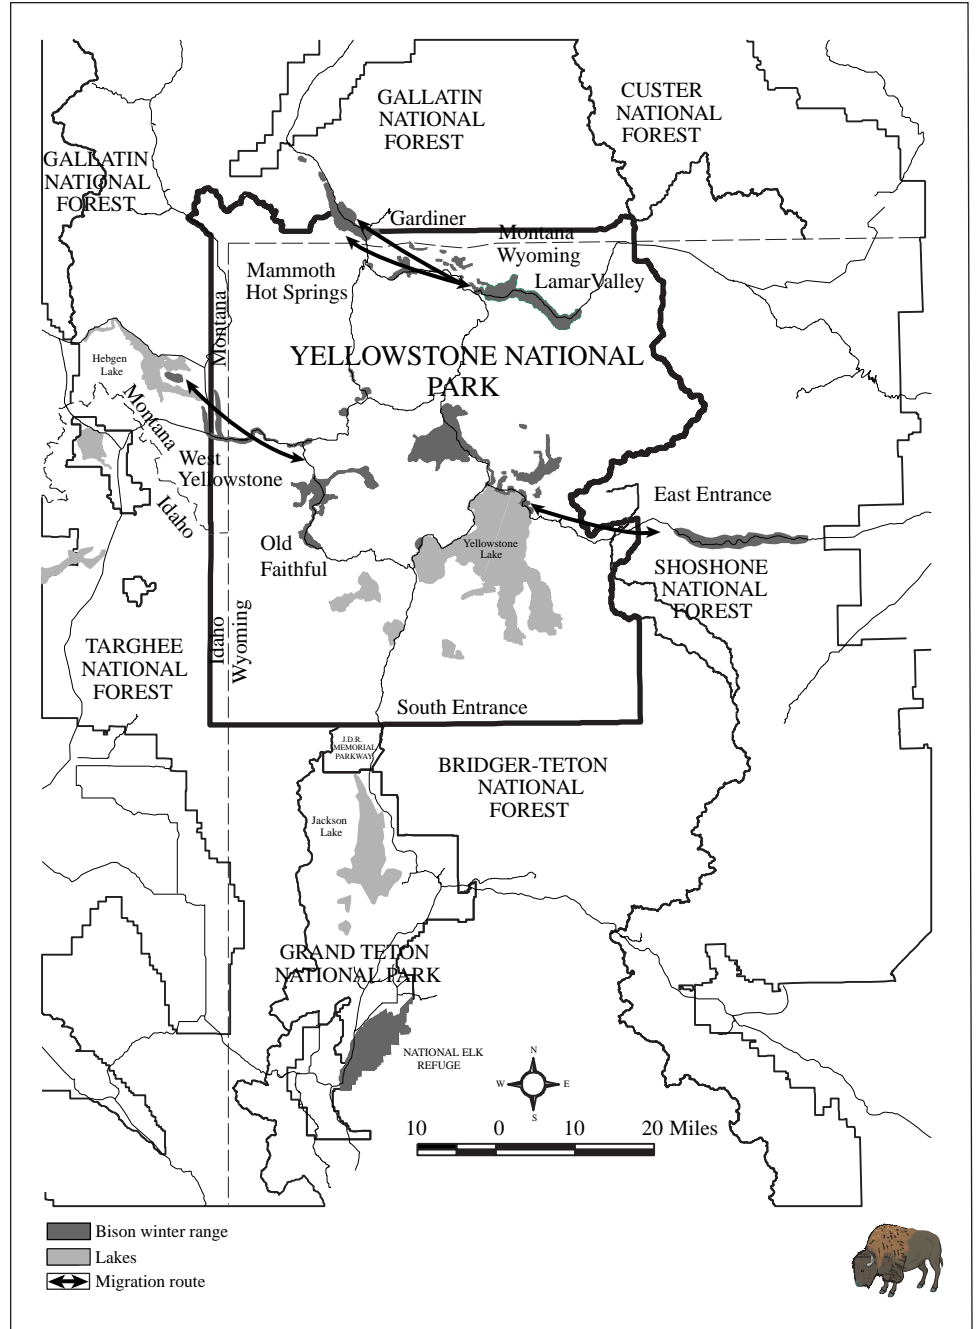 GALLATIN
NATIONAL
FOREST
CUSTER
NATIONAL
FOREST
GALLATIN
NATIONAL
FOREST
Gardiner
Montana
Wyoming
Mammoth
Hot Springs
LamarValley
Montana
YELLOWSTONE NATIONAL
PARK
Hebgen
Lake
Montana
Idaho
West
Yellowstone
East Entrance
Old
Faithful
Yellowstone
Lake
SHOSHONE
NATIONAL
FOREST
Idaho
Wyoming
TARGHEE
NATIONAL
FOREST
South Entrance
J.D.R.
MEMORIAL
PARKWAY
BRIDGER-TETON
NATIONAL
FOREST
Jackson
Lake
GRAND TETON
NATIONAL PARK
NATIONAL ELK
REFUGE
N
W E
S
10 0 10 20 Miles
Bison winter range
Lakes
Migration route